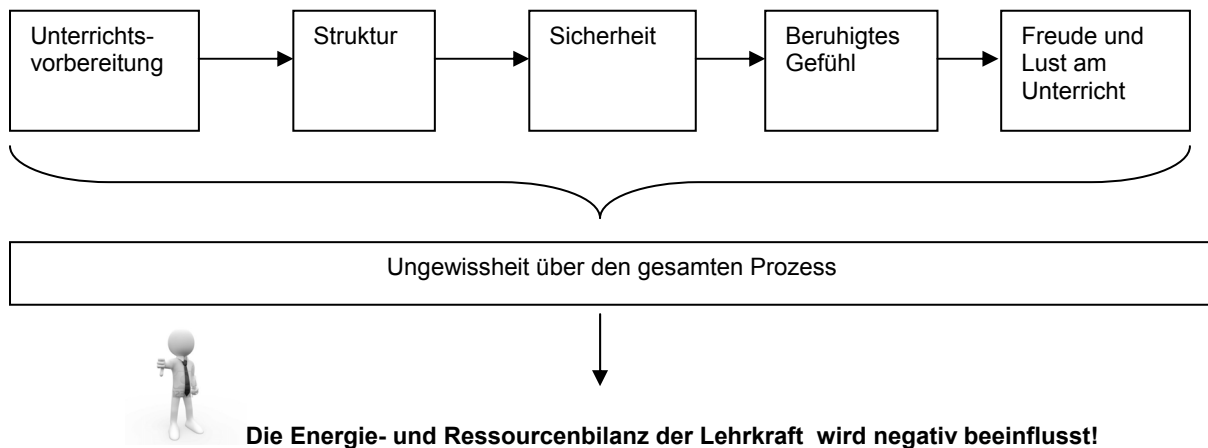 Unterrichts-
vorbereitung
Struktur
Sicherheit
Beruhigtes
Gefühl
Freude und
Lust am
Unterricht
Ungewissheit über den gesamten Prozess
Die Energie- und Ressourcenbilanz der Lehrkraft wird negativ beeinflusst!